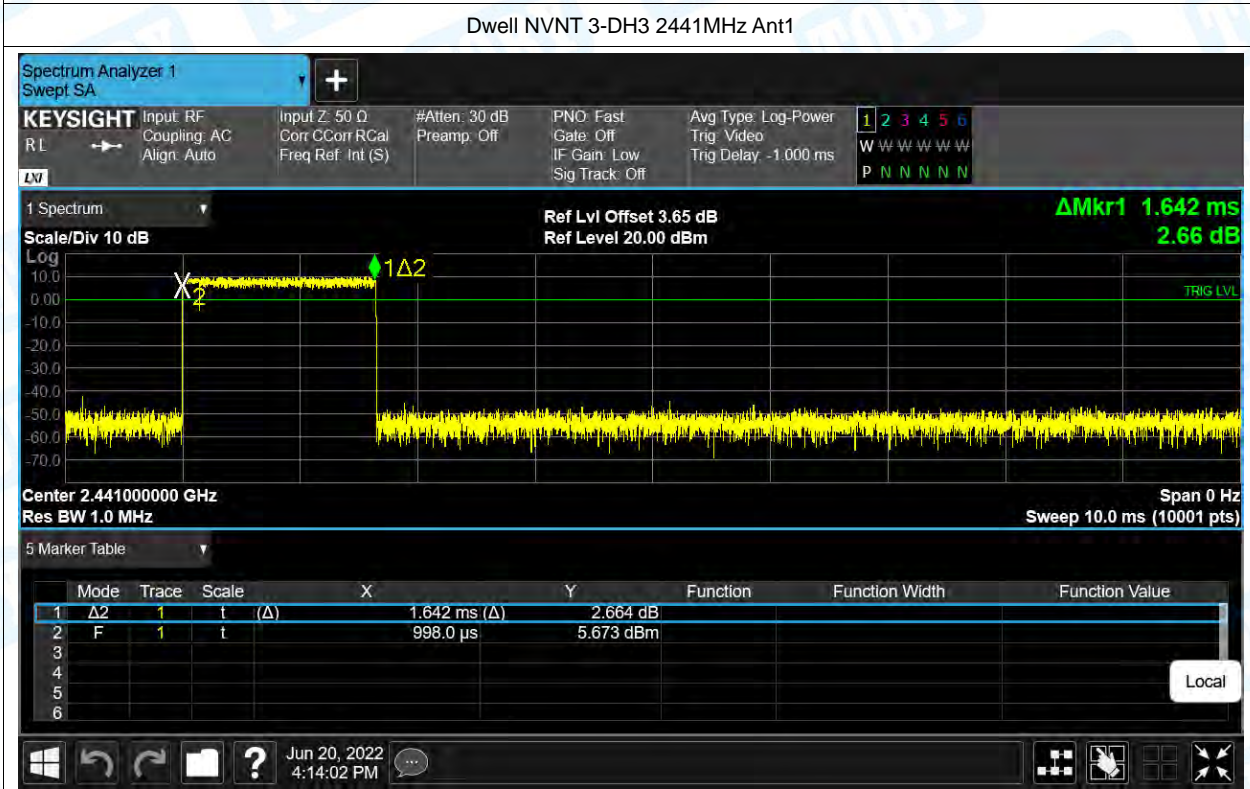 Dwell NVNT 3-DH3 2441MHz Ant1
Spectrum Analyzer 1
Swept SA
+
KEYSIGHT Input: RF Input Z: 50 Ω #Atten: 30 dB PNO: Fast Avg Type: Log-Power 1 2 3 4 5 6
RL Coupling: AC Corr CCorr RCal Preamp: Off Gate: Off Trig: Video W W W W W W
Align: Auto Freq Ref: Int (S) IF Gain: Low Trig Delay: -1.000 ms
Sig Track: Off P N N N N N
LXI
1 Spectrum
Ref Lvl Offset 3.65 dB ΔMkr1 1.642 ms
Scale/Div 10 dB Ref Level 20.00 dBm 2.66 dB
Log
10.0
0.00
-10.0
-20.0
-30.0
-40.0
-50.0
-60.0
-70.0
1Δ2
X2
TRIG LVL
Center 2.441000000 GHz Span 0 Hz
Res BW 1.0 MHz Sweep 10.0 ms (10001 pts)
5 Marker Table
Mode Trace Scale X Y Function Function Width Function Value
1 Δ2 1 t (Δ) 1.642 ms (Δ) 2.664 dB
2 F 1 t 998.0 µs 5.673 dBm
3
4
5
6
Local
? Jun 20, 2022
4:14:02 PM